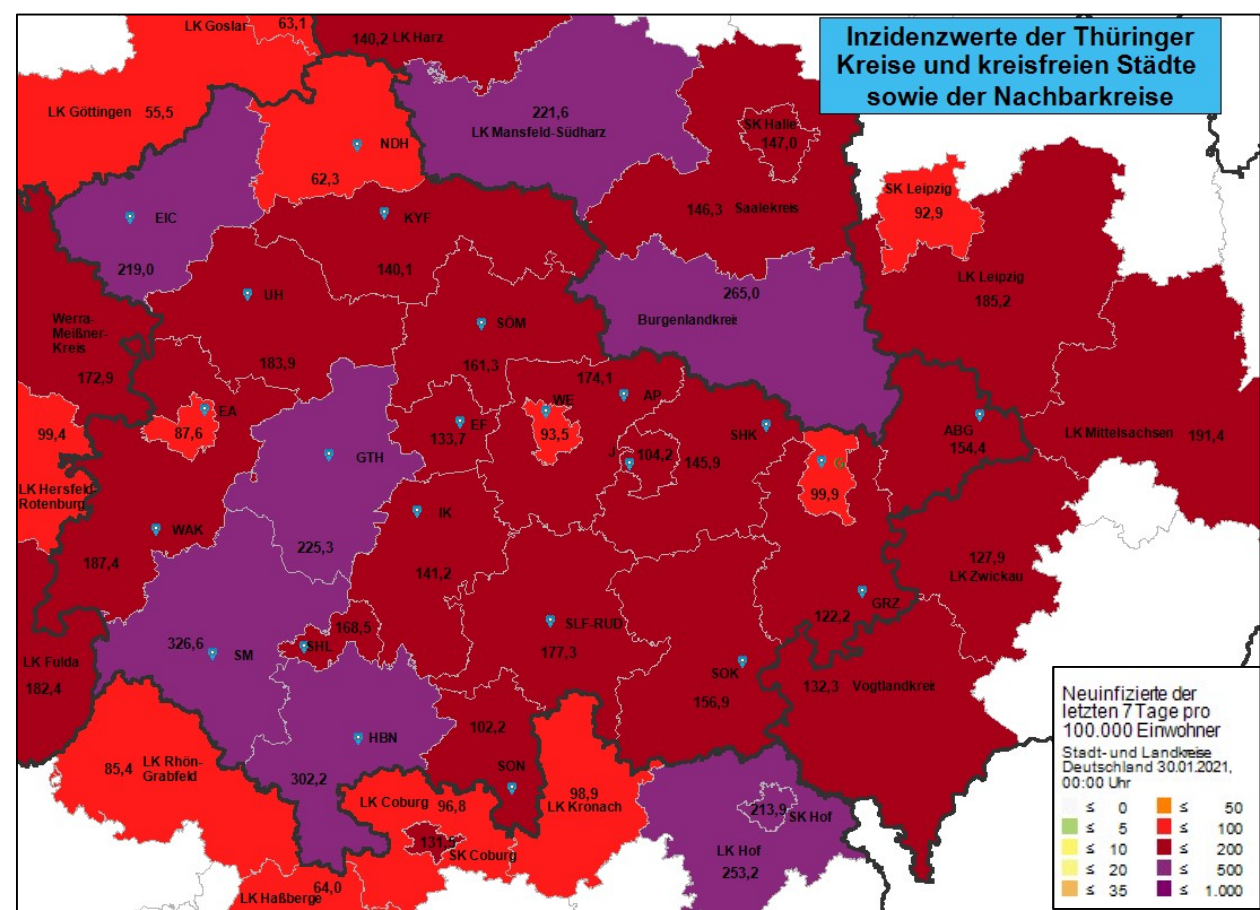 Inzidenzwerte der Thüringer
Kreise und kreisfreien Städte
sowie der Nachbarkreise
LK Goslar
63,1
140,2
LK Harz
LK Göttingen 55,5
221,6
LK Mansfeld-Südharz
SK Halle
147,0
NDH
62,3
SK Leipzig
92,9
EIC
219,0
KYF
140,1
146,3
Saalekreis
LK Leipzig
185,2
UH
183,9
265,0
Burgenlandkreis
Werra-
Meißner-
Kreis
172,9
SÖM
161,3
174,1
AP
WE
93,5
EA
87,6
EF
133,7
SHK
145,9
J
104,2
ABG
154,4
LK Mittelsachsen
191,4
99,4
LK Hersfeld-
Rotenburg
GTH
225,3
G
99,9
WAK
187,4
IK
141,2
127,9
LK Zwickau
GRZ
122,2
168,5
SHL
SLF-RUD
177,3
326,6
SM
LK Fulda
182,4
SOK
156,9
132,3
Vogtlandkreis
HBN
302,2
102,2
SON
85,4
LK Rhön-
Grabfeld
LK Coburg
96,8
98,9
LK Kronach
131,5
SK Coburg
213,9
SK Hof
LK Hof
253,2
64,0
LK Haßberge
Neuinfizierte der
letzten 7 Tage pro
100.000 Einwohner
Stadt- und Landkreise
Deutschland 30.01.2021,
00:00 Uhr
≤ 0 ≤ 50
≤ 5 ≤ 100
≤ 10 ≤ 200
≤ 20 ≤ 500
≤ 35 ≤ 1.000